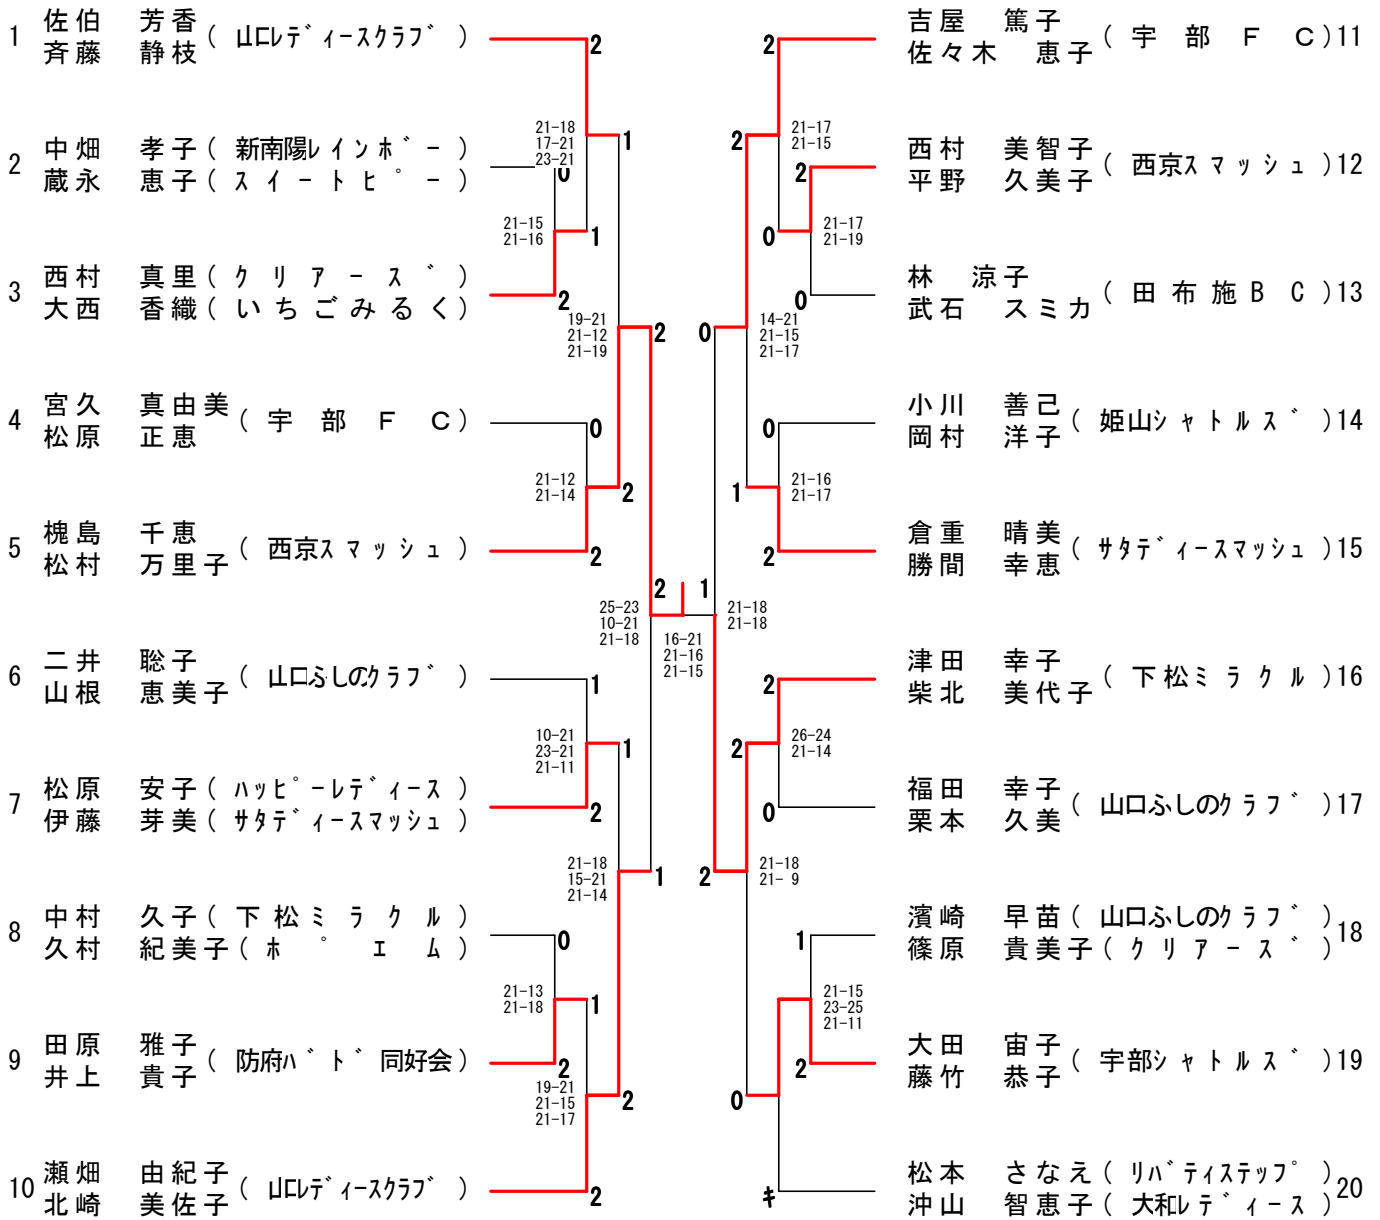 1 佐伯 芳香 ( 山口レディースクラブ )
斉藤 静枝
2 中畑 孝子 ( 新南陽レインボー )
蔵永 恵子 ( スイートピー )
3 西村 真里 ( クリアーズ )
大西 香織 ( いちごみるく )
4 宮久 真由美 ( 宇部FC )
松原 正恵
5 槐島 千恵 ( 西京スマッシュ )
松村 万里子
6 二井 聡子 ( 山口ふしのクラブ )
山根 恵美子
7 松原 安子 ( ハッピーレディース )
伊藤 芽美 ( サタディースマッシュ )
8 中村 久子 ( 下松ミラクル )
久村 紀美子 ( ポエム )
9 田原 雅子 ( 防府バド同好会 )
井上 貴子
10 瀬畑 由紀子 ( 山口レディースクラブ )
北崎 美佐子
2
21-18
17-21
23-21
1
0
21-15
21-16
1
2
19-21
21-12
21-19
2
0
21-12
21-14
2
2
2
25-23
10-21
21-18
1
10-21
23-21
21-11
1
2
21-18
15-21
21-14
1
0
21-13
21-18
1
2
19-21
21-15
21-17
2
2
16-21
21-16
21-15
1
21-18
21-18
2
2
21-17
21-15
2
0
21-17
21-19
0
0
14-21
21-15
21-17
0
1
21-16
21-17
2
2
2
26-24
21-14
0
2
21-18
21- 9
1
21-15
23-25
21-11
2
0
キ
吉屋 篤子 ( 宇部FC ) 11
佐々木 恵子
西村 美智子 ( 西京スマッシュ ) 12
平野 久美子
林 涼子 ( 田布施BC ) 13
武石 スミカ
小川 善己 ( 姫山シャトルズ ) 14
岡村 洋子
倉重 晴美 ( サタディースマッシュ ) 15
勝間 幸恵
津田 幸子 ( 下松ミラクル ) 16
柴北 美代子
福田 幸子 ( 山口ふしのクラブ ) 17
栗本 久美
濱崎 早苗 ( 山口ふしのクラブ ) 18
篠原 貴美子 ( クリアーズ )
大田 宙子 ( 宇部シャトルズ ) 19
藤竹 恭子
松本 さなえ ( リバティステップ ) 20
沖山 智恵子 ( 大和レディース )